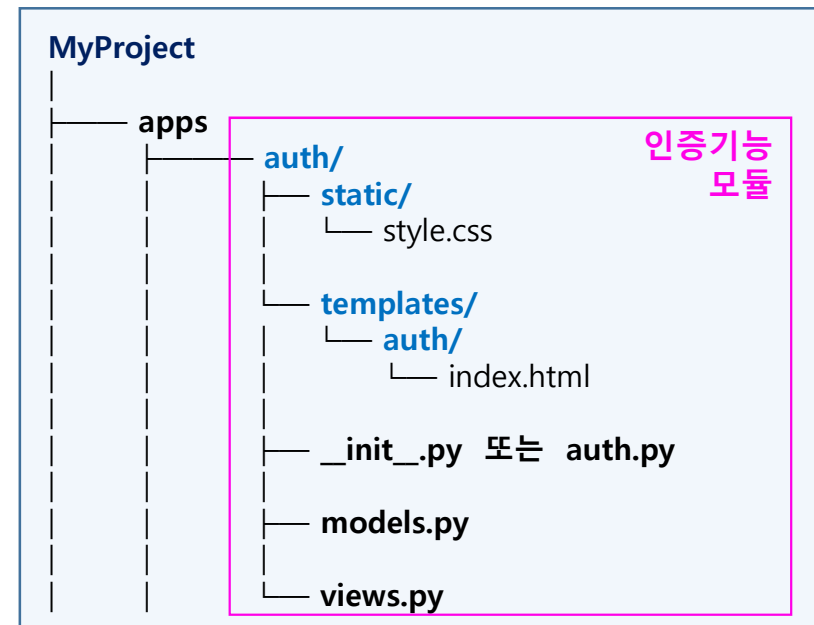 MyProject
apps
인증기능
모듈
auth/
static/
style.css
templates/
auth/
index.html
__init__.py 또는 auth.py
models.py
views.py